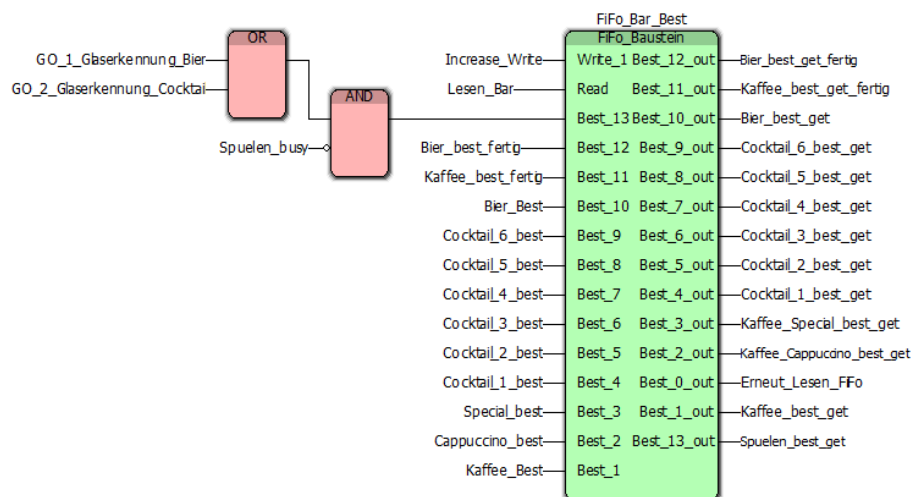 FiFo_Bar_Best
OR
FiFo_Baustein
GO_1_Glaserkennung_Bier
Increase_Write
Write_1 Best_12_out
Bier_best_get_fertig
GO_2_Glaserkennung_Cocktai
Lesen_Bar
Read Best_11_out
Kaffee_best_get_fertig
AND
Best_13 Best_10_out
Bier_best_get
Spuelen_busy
Bier_best_fertig
Best_12 Best_9_out
Cocktail_6_best_get
Kaffee_best_fertig
Best_11 Best_8_out
Cocktail_5_best_get
Bier_Best
Best_10 Best_7_out
Cocktail_4_best_get
Cocktail_6_best
Best_9 Best_6_out
Cocktail_3_best_get
Cocktail_5_best
Best_8 Best_5_out
Cocktail_2_best_get
Cocktail_4_best
Best_7 Best_4_out
Cocktail_1_best_get
Cocktail_3_best
Best_6 Best_3_out
Kaffee_Special_best_get
Cocktail_2_best
Best_5 Best_2_out
Kaffee_Cappuccino_best_get
Cocktail_1_best
Best_4 Best_0_out
Erneut_Lesen_FiFo
Special_best
Best_3 Best_1_out
Kaffee_best_get
Cappuccino_best
Best_2 Best_13_out
Spuelen_best_get
Kaffee_Best
Best_1